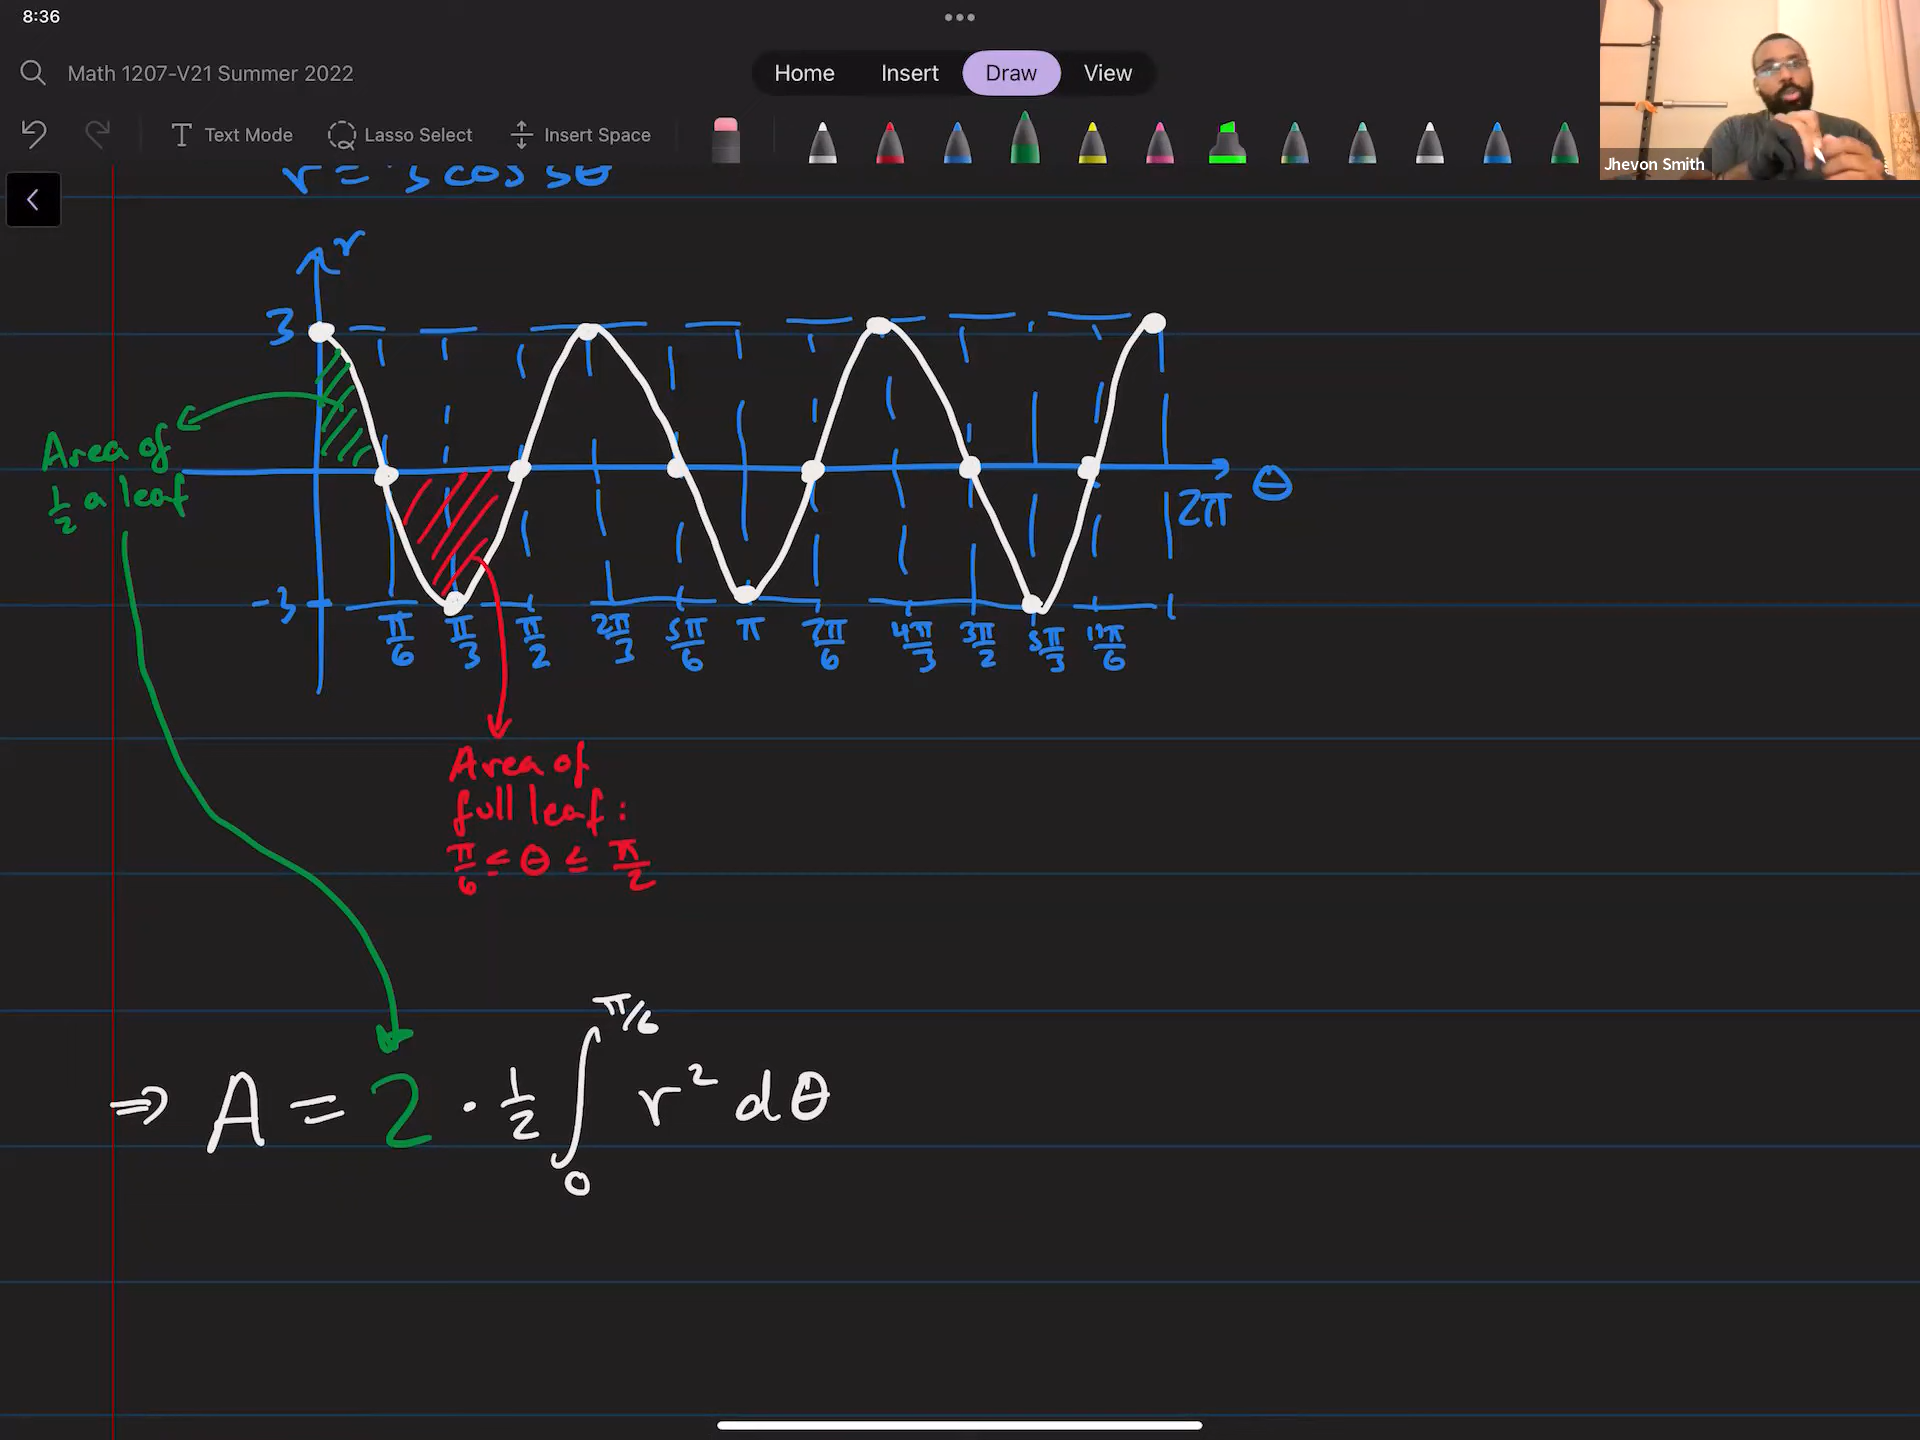 8:36
Math 1207-V21 Summer 2022
Home Insert Draw View
Text Mode Lasso Select Insert Space
Jhevon Smith
r = 3 cos 3θ
r
3
Area of
½ a leaf
θ
2π
-3
π/6 π/3 π/2 2π/3 5π/6 π 7π/6 4π/3 3π/2 5π/3 11π/6
Area of
full leaf:
π/6 ≤ θ ≤ π/2
⇒ A = 2 · ½ ∫₀^{π/6} r² dθ